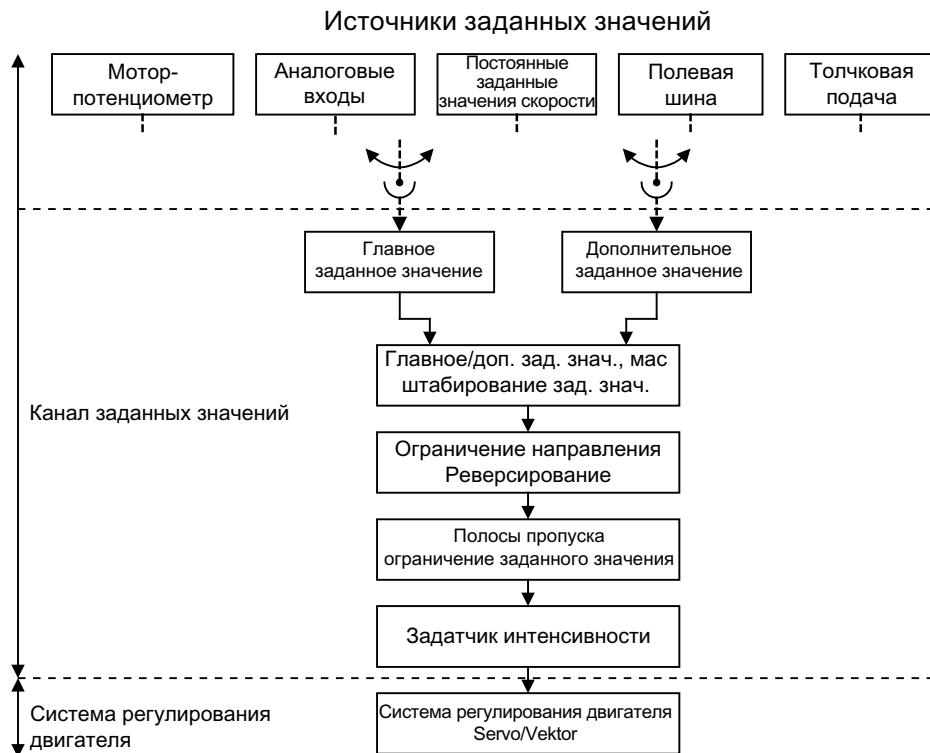 Источники заданных значений
Мотор-
потенциометр
Аналоговые
входы
Постоянные
заданные
значения скорости
Полевая
шина
Толчковая
подача
Главное
заданное значение
Дополнительное
заданное значение
Главное/доп. зад. знач., мас
штабирование зад. знач.
Канал заданных значений
Ограничение направления
Реверсирование
Полосы пропуска
ограничение заданного значения
Задатчик интенсивности
Система регулирования
двигателя
Система регулирования двигателя
Servo/Vektor